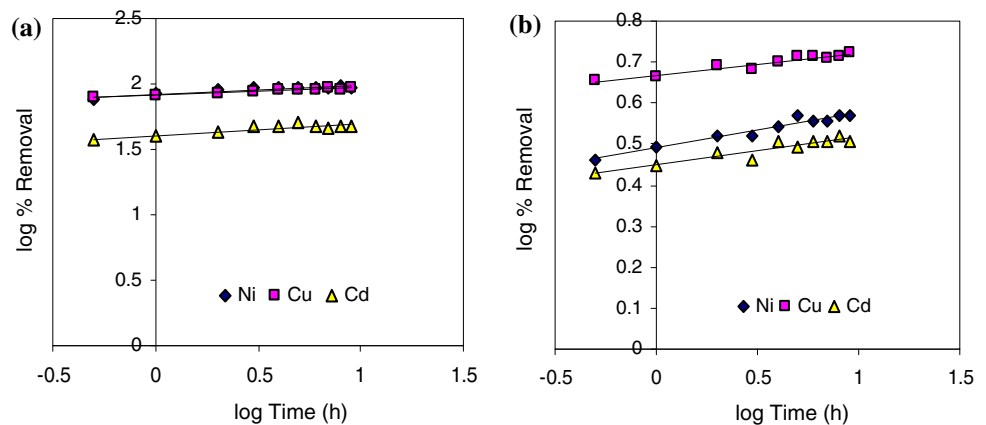 (a)
2.5
2
1.5
1
0.5
0
-0.5 0 0.5 1 1.5
log % Removal
log Time (h)
Ni Cu Cd
(b)
0.8
0.7
0.6
0.5
0.4
0.3
0.2
0.1
0
-0.5 0 0.5 1 1.5
log % Removal
log Time (h)
Ni Cu Cd